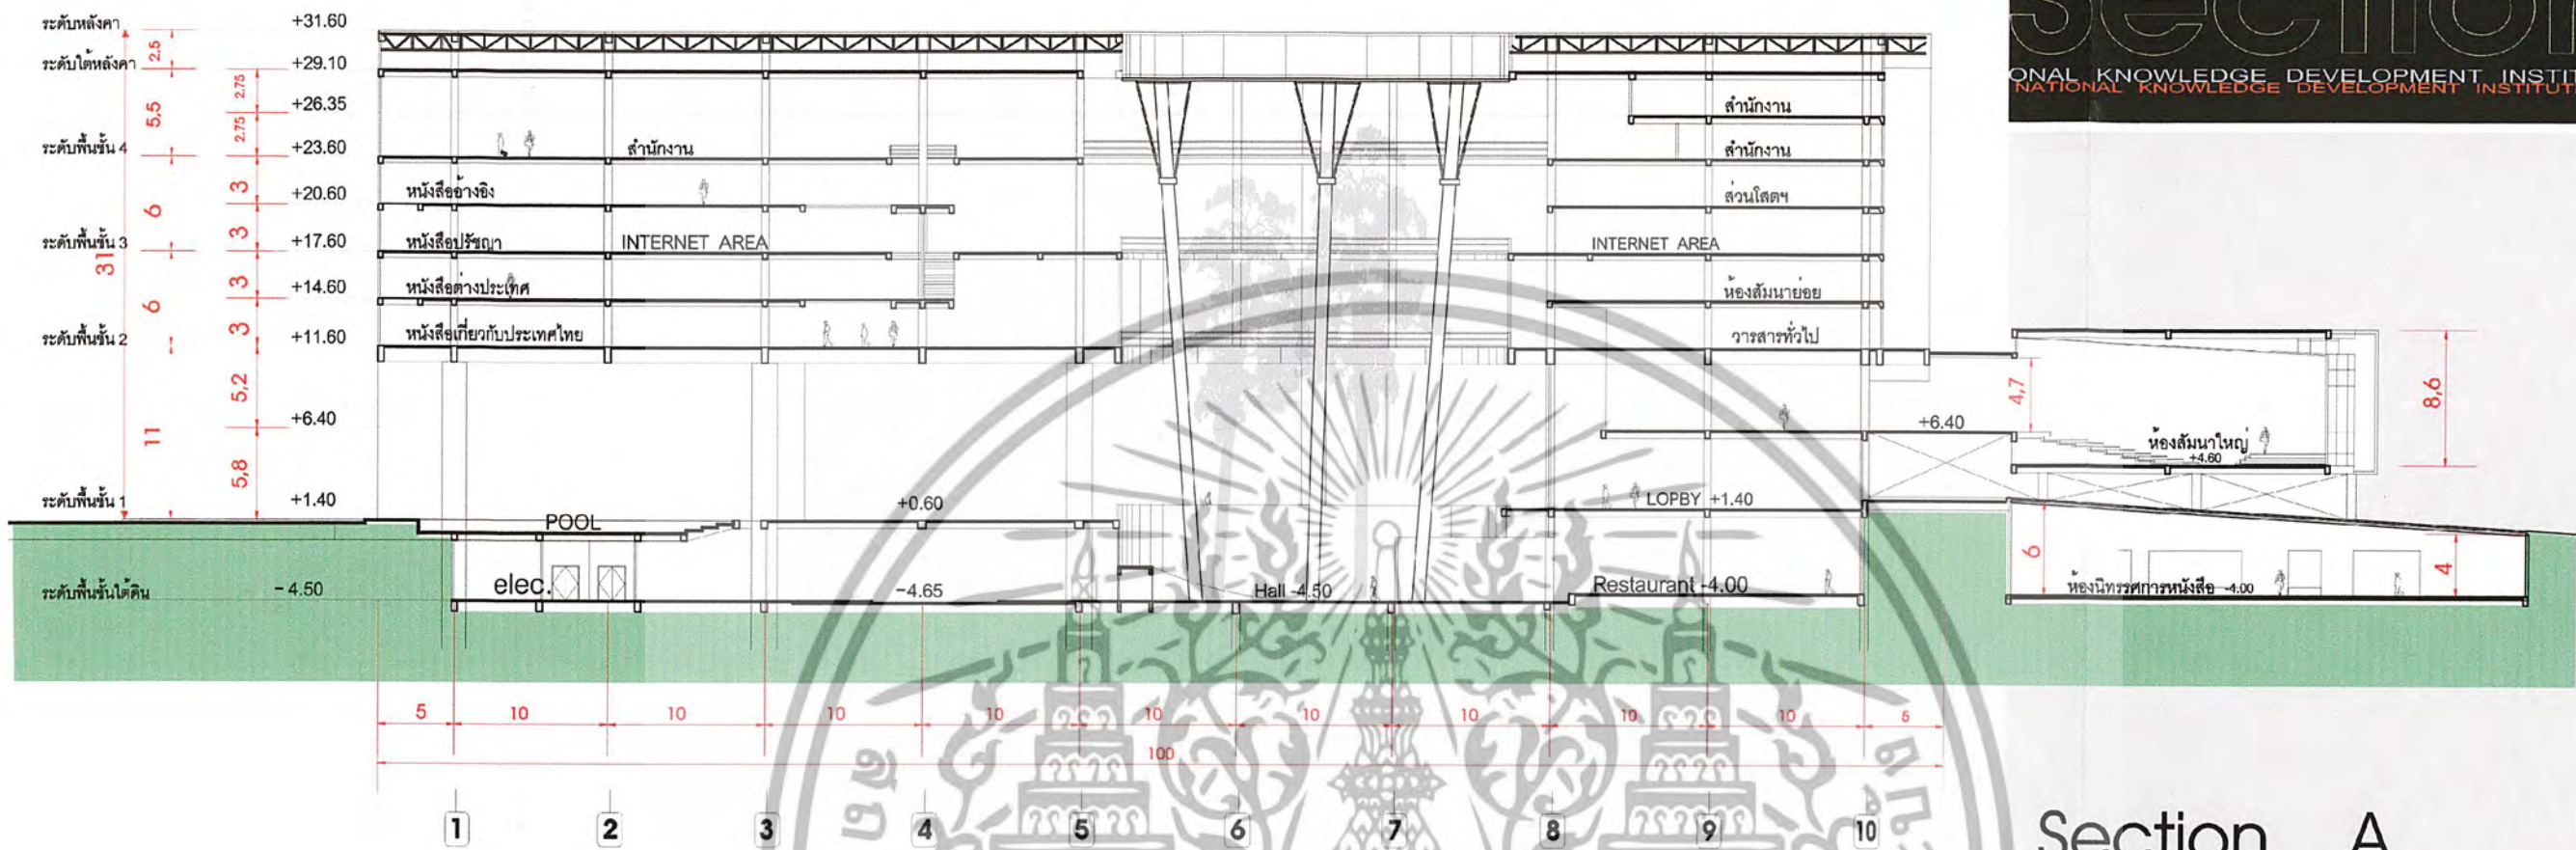 section
ONAL KNOWLEDGE DEVELOPMENT INSTIT
NATIONAL KNOWLEDGE DEVELOPMENT INSTITUT
ระดับหลังคา +31.60
2.5
ระดับใต้หลังคา +29.10
2.75
5,5
+26.35
2.75
ระดับพื้นชั้น 4 +23.60
3
+20.60
6
3
ระดับพื้นชั้น 3 +17.60
31
3
+14.60
6
3
ระดับพื้นชั้น 2 +11.60
5,2
+6.40
11
5,8
ระดับพื้นชั้น 1 +1.40
ระดับพื้นชั้นใต้ดิน -4.50
สำนักงาน
หนังสืออ้างอิง
หนังสือปรัชญา INTERNET AREA
หนังสือต่างประเทศ
หนังสือเกี่ยวกับประเทศไทย
สำนักงาน
สำนักงาน
ส่วนโสตฯ
INTERNET AREA
ห้องสัมนาย่อย
วารสารทั่วไป
4,7
8,6
+6.40
ห้องสัมนาใหญ่
+4.60
POOL
+0.60
LOPBY +1.40
elec.
-4.65
Hall -4.50
Restaurant -4.00
6
4
ห้องนิทรรศการหนังสือ -4.00
5 10 10 10 10 10 10 10 10 10 5
100
1 2 3 4 5 6 7 8 9 10
Section A